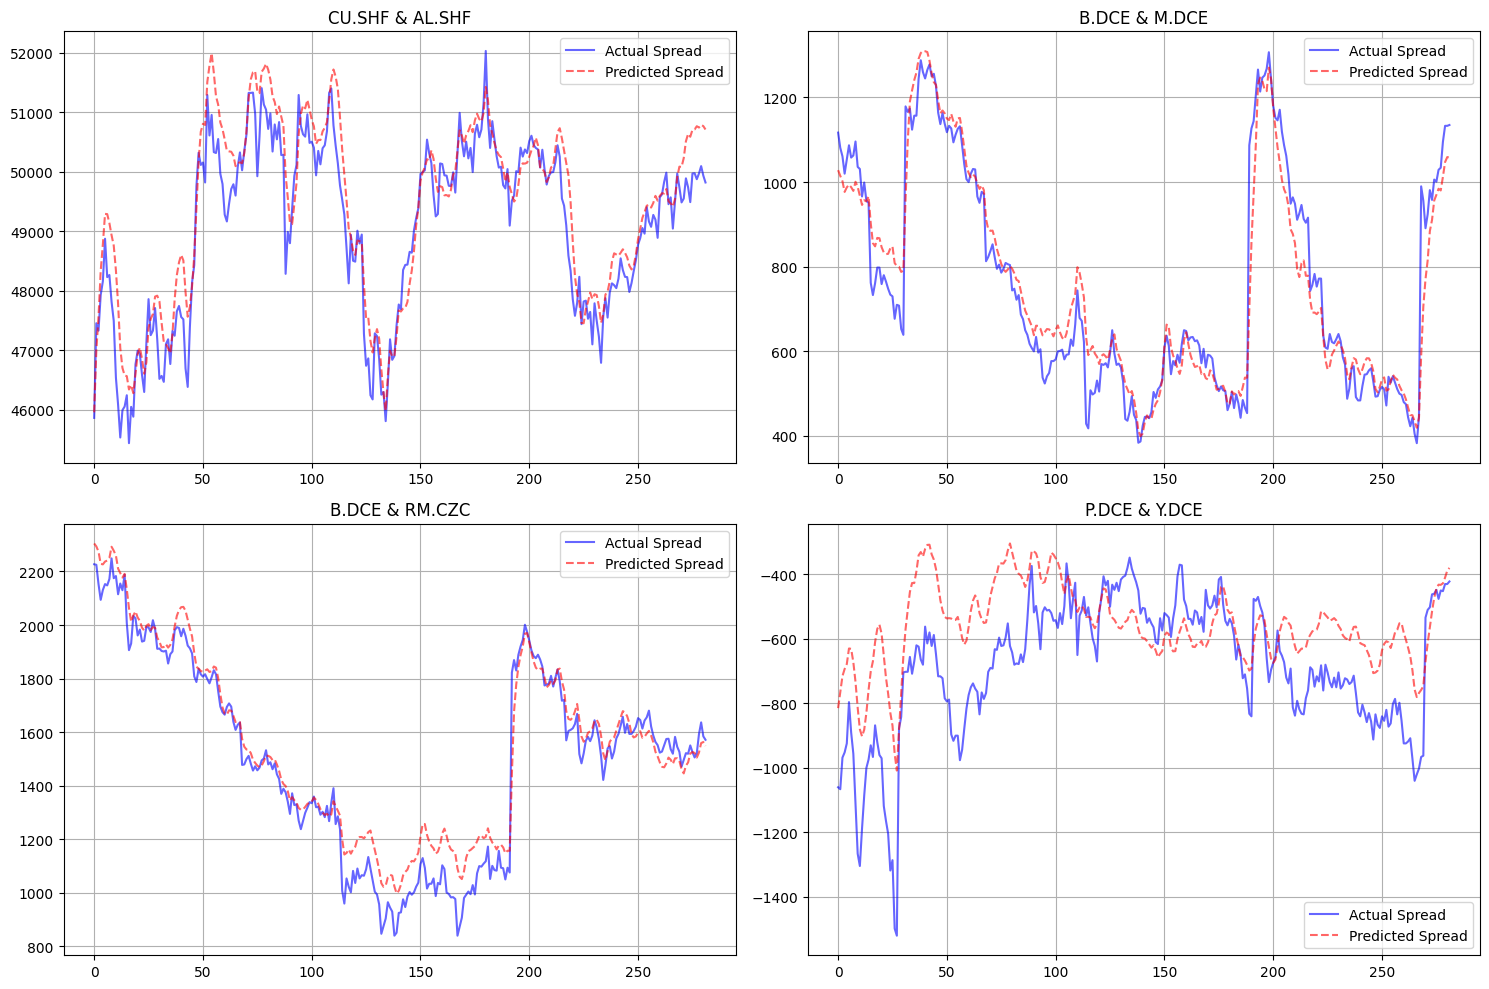 CU.SHF & AL.SHF
Actual Spread
Predicted Spread
52000
51000
50000
49000
48000
47000
46000
0 50 100 150 200 250
B.DCE & M.DCE
Actual Spread
Predicted Spread
1200
1000
800
600
400
0 50 100 150 200 250
B.DCE & RM.CZC
Actual Spread
Predicted Spread
2200
2000
1800
1600
1400
1200
1000
800
0 50 100 150 200 250
P.DCE & Y.DCE
−400
−600
−800
−1000
−1200
−1400
Actual Spread
Predicted Spread
0 50 100 150 200 250